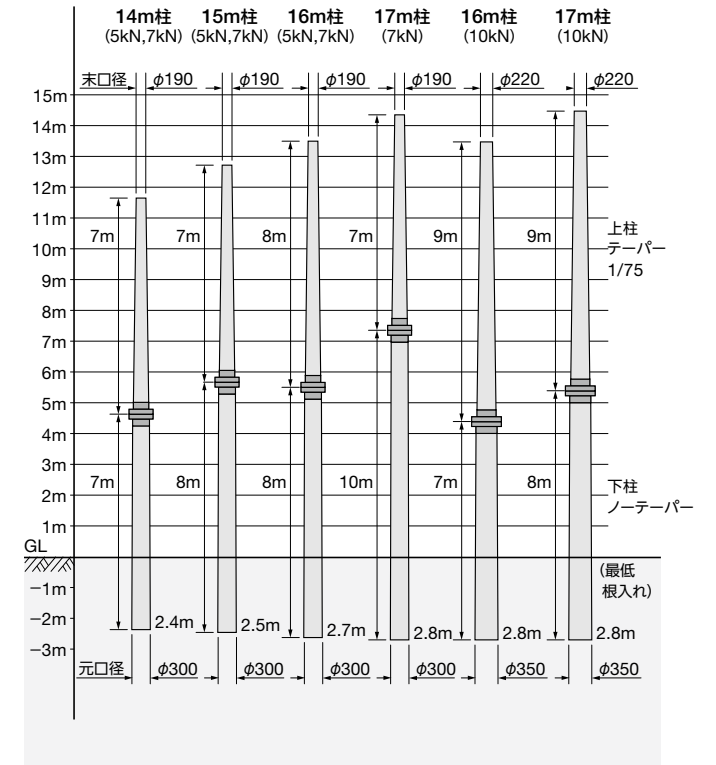 14m柱 15m柱 16m柱 17m柱 16m柱 17m柱
(5kN,7kN) (5kN,7kN) (5kN,7kN) (7kN) (10kN) (10kN)
末口径 φ190 φ190 φ190 φ190 φ220 φ220
15m
14m
13m
12m
11m
7m 7m 8m 7m 9m 9m
上柱
テーパー
1/75
10m
9m
8m
7m
6m
5m
4m
3m
7m 8m 8m 10m 7m 8m
下柱
ノーテーパー
2m
1m
GL
(最低
根入れ)
−1m
−2m
2.4m 2.5m 2.7m 2.8m 2.8m 2.8m
−3m
元口径 φ300 φ300 φ300 φ300 φ350 φ350